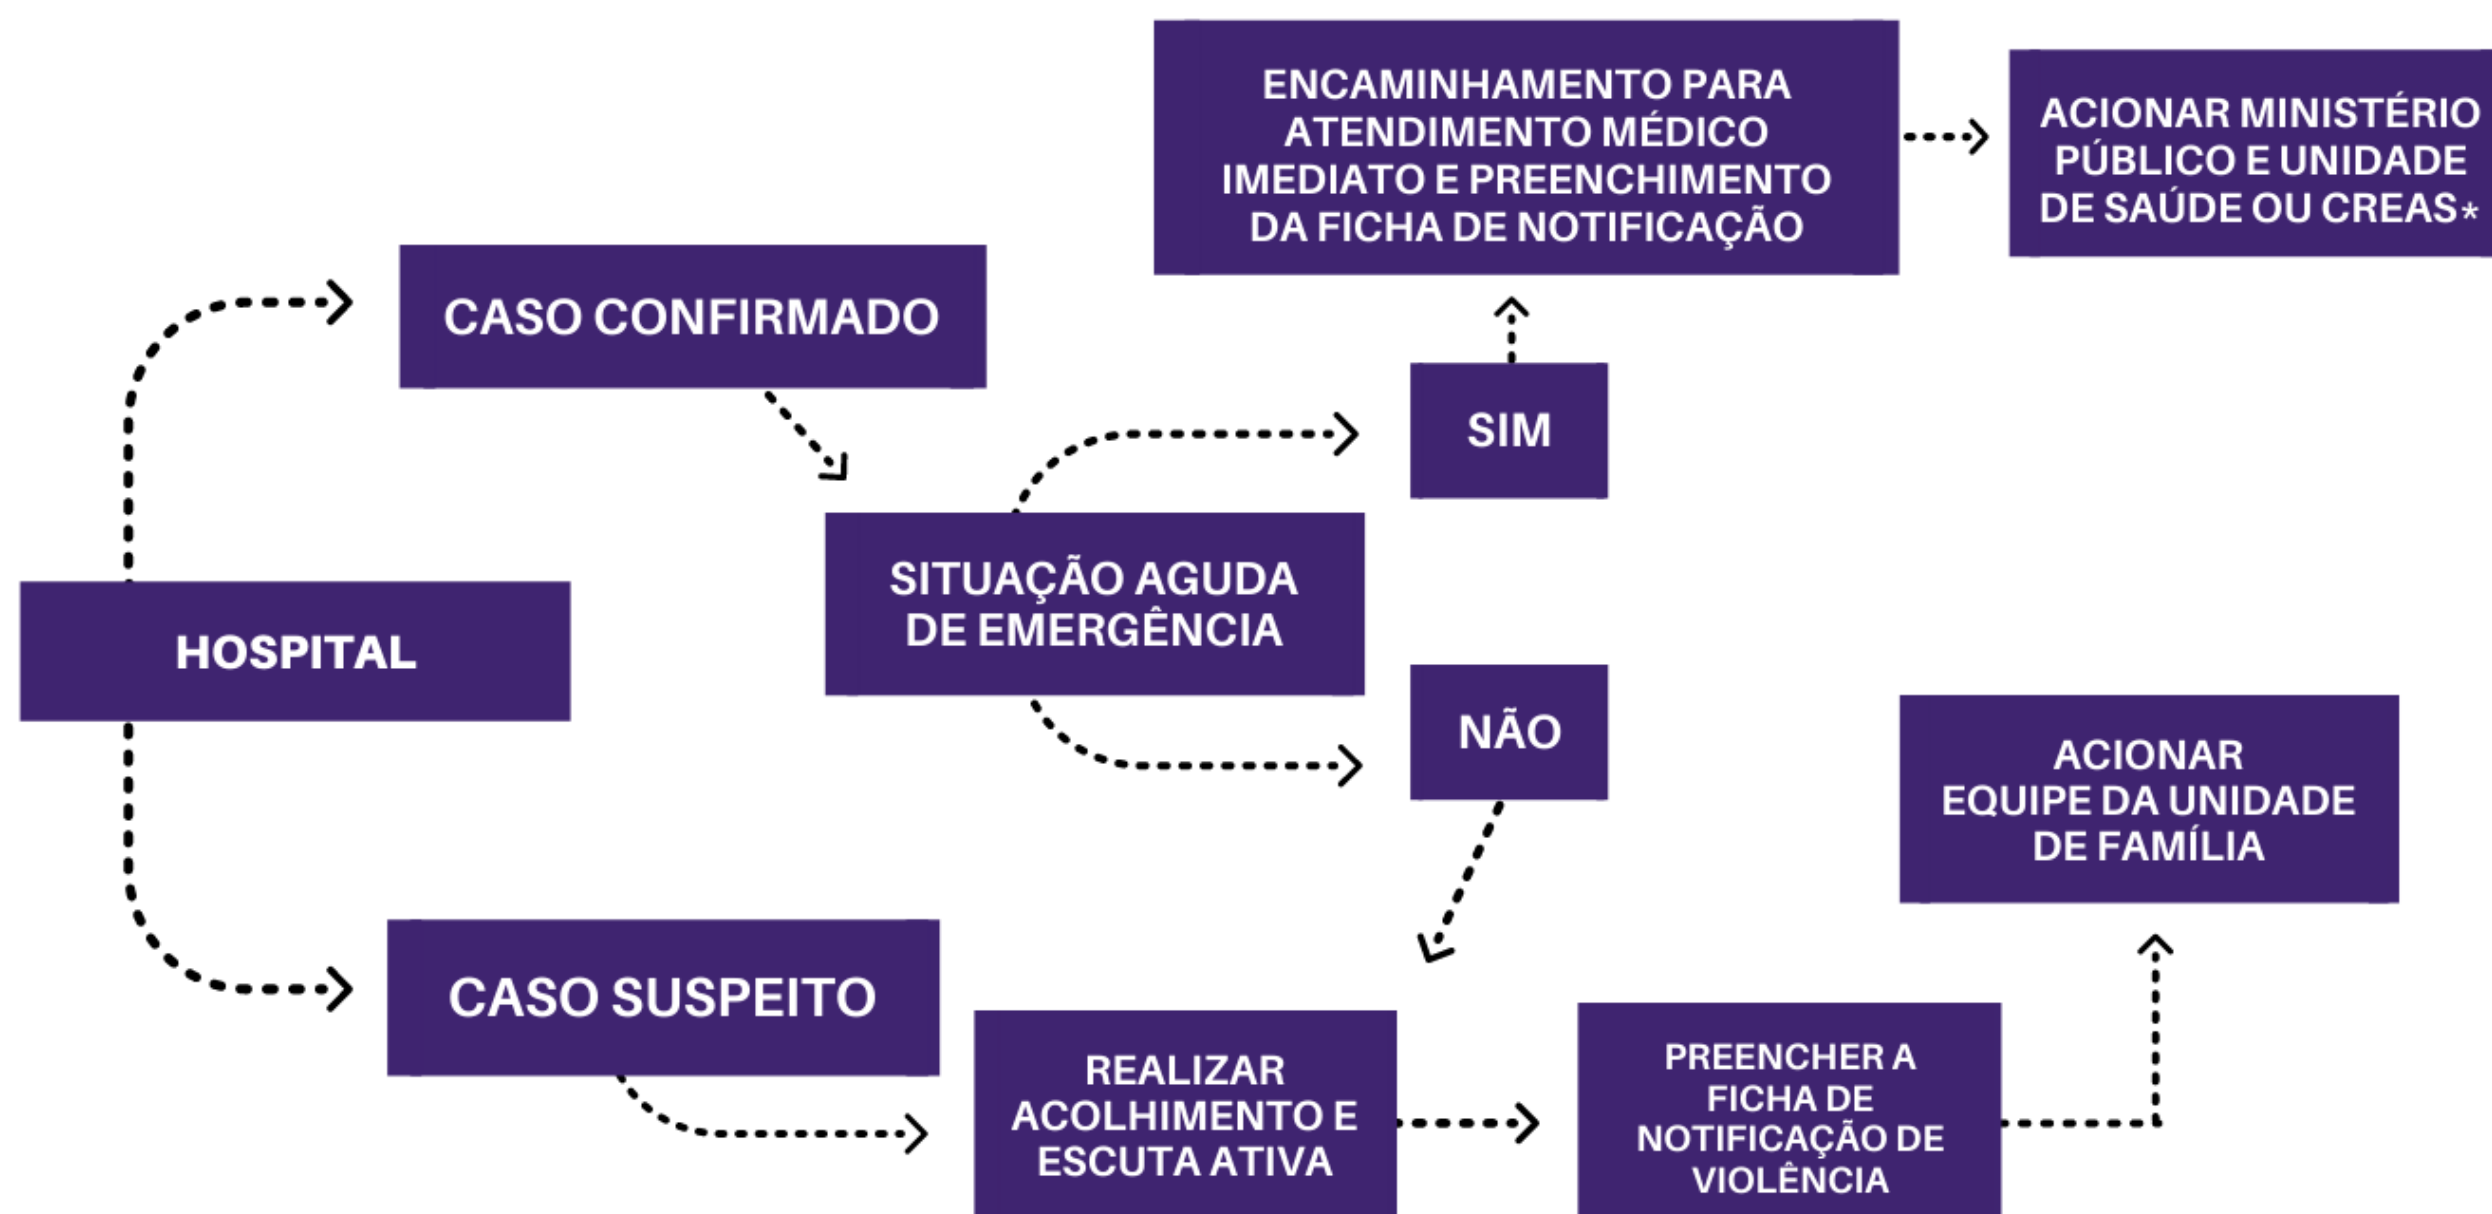 ENCAMINHAMENTO PARA
ATENDIMENTO MÉDICO
IMEDIATO E PREENCHIMENTO
DA FICHA DE NOTIFICAÇÃO
ACIONAR MINISTÉRIO
PÚBLICO E UNIDADE
DE SAÚDE OU CREAS*
CASO CONFIRMADO
SIM
SITUAÇÃO AGUDA
DE EMERGÊNCIA
HOSPITAL
NÃO
ACIONAR
EQUIPE DA UNIDADE
DE FAMÍLIA
CASO SUSPEITO
REALIZAR
ACOLHIMENTO E
ESCUTA ATIVA
PREENCHER A
FICHA DE
NOTIFICAÇÃO DE
VIOLÊNCIA